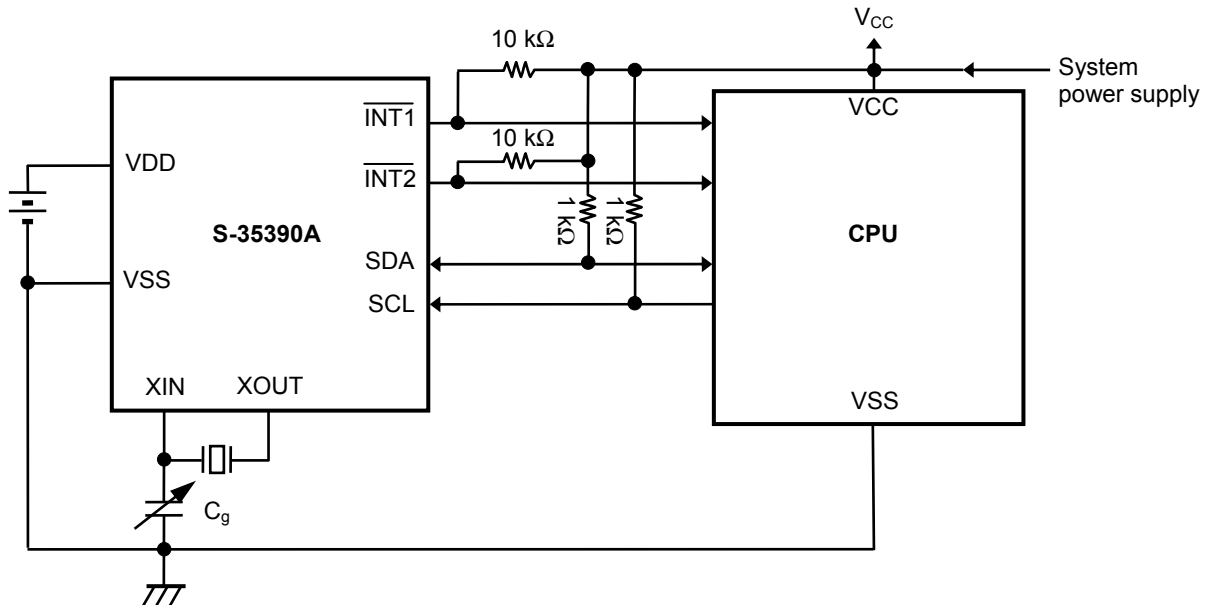 V_CC
10 kΩ
System
power supply
VCC
INT1
10 kΩ
VDD
INT2
1 kΩ
1 kΩ
S-35390A
CPU
SDA
VSS
SCL
XIN
XOUT
VSS
C_g